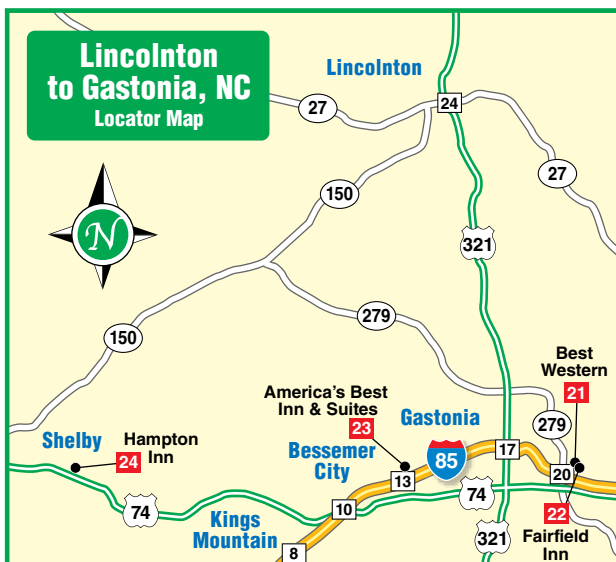 Lincolnton
to Gastonia, NC
Locator Map
Lincolnton
27
24
150
27
N
321
279
150
Best
Western
21
America's Best
Inn & Suites
23
Gastonia
279
Shelby
Hampton
Inn
24
Bessemer
City
85
17
13
20
74
74
10
22
Kings
Mountain
321
Fairfield
Inn
8